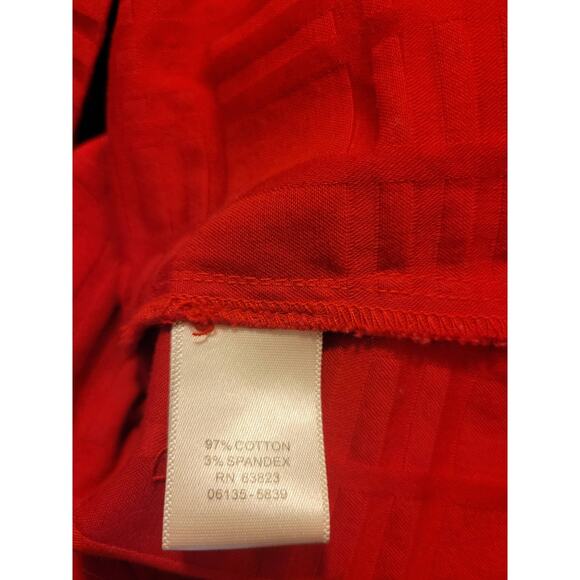 97% COTTON
3% SPANDEX
RN 63823
06135-5839